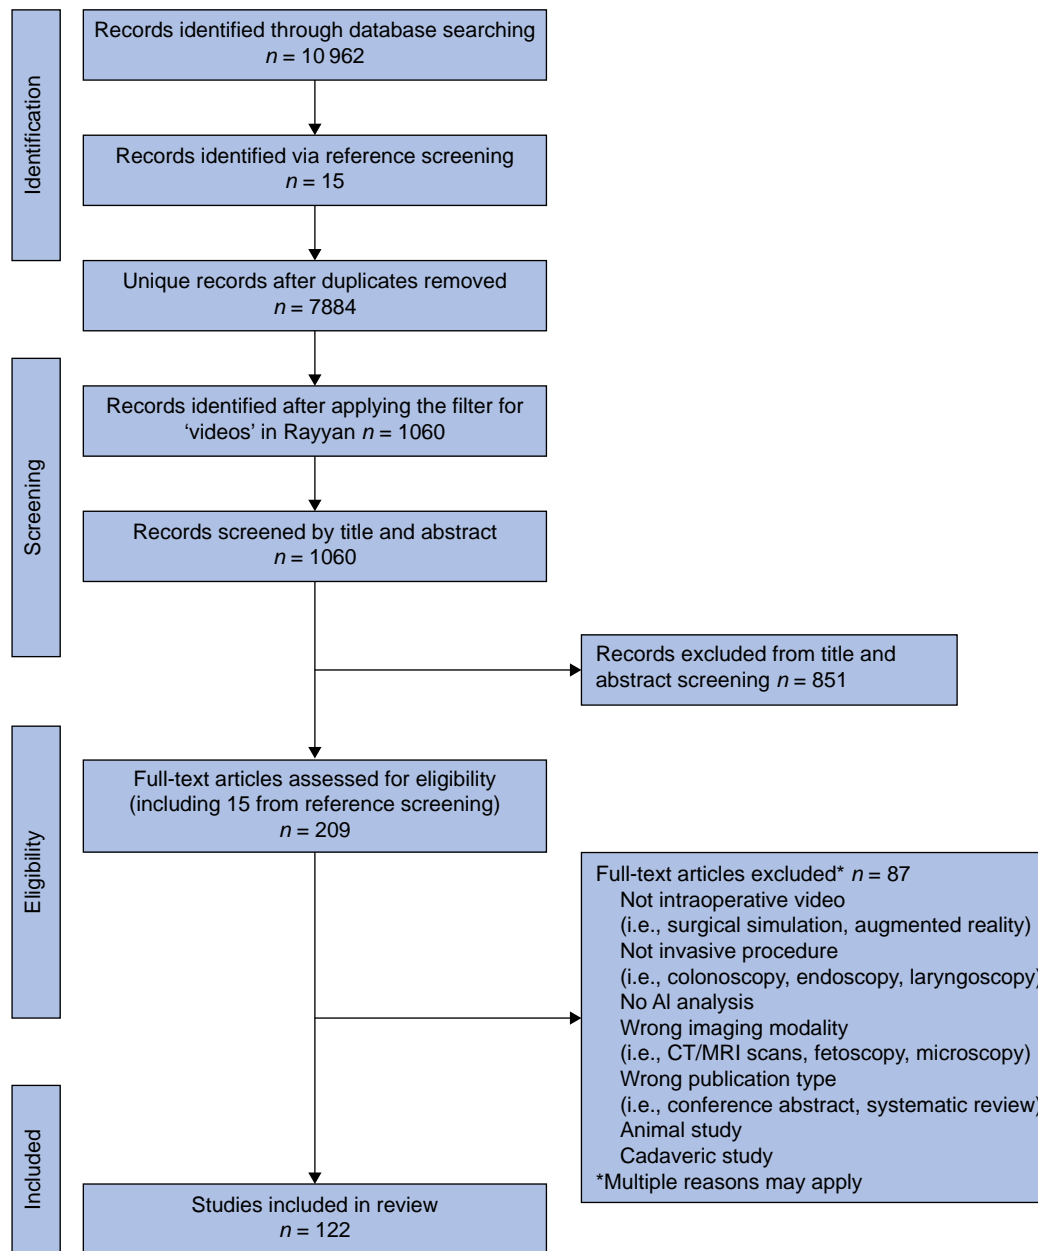 Identification
Records identified through database searching
n = 10 962
Records identified via reference screening
n = 15
Unique records after duplicates removed
n = 7884
Screening
Records identified after applying the filter for
‘videos’ in Rayyan n = 1060
Records screened by title and abstract
n = 1060
Records excluded from title and
abstract screening n = 851
Eligibility
Full-text articles assessed for eligibility
(including 15 from reference screening)
n = 209
Full-text articles excluded* n = 87
Not intraoperative video
(i.e., surgical simulation, augmented reality)
Not invasive procedure
(i.e., colonoscopy, endoscopy, laryngoscopy)
No AI analysis
Wrong imaging modality
(i.e., CT/MRI scans, fetoscopy, microscopy)
Wrong publication type
(i.e., conference abstract, systematic review)
Animal study
Cadaveric study
*Multiple reasons may apply
Included
Studies included in review
n = 122